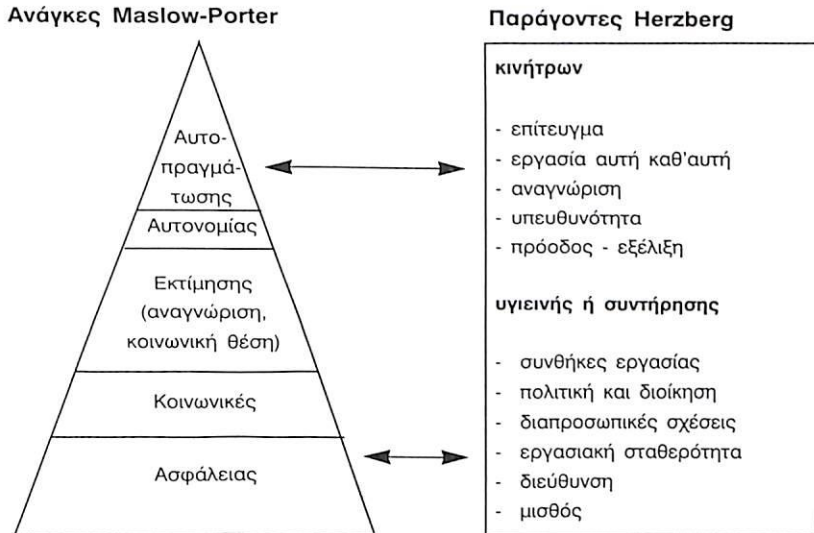 Ανάγκες Maslow-Porter
Αυτο-
πραγμά-
τωσης
Αυτονομίας
Εκτίμησης
(αναγνώριση,
κοινωνική θέση)
Κοινωνικές
Ασφάλειας
Παράγοντες Herzberg
κινήτρων
- επίτευγμα
- εργασία αυτή καθ'αυτή
- αναγνώριση
- υπευθυνότητα
- πρόοδος - εξέλιξη
υγιεινής ή συντήρησης
- συνθήκες εργασίας
- πολιτική και διοίκηση
- διαπροσωπικές σχέσεις
- εργασιακή σταθερότητα
- διεύθυνση
- μισθός